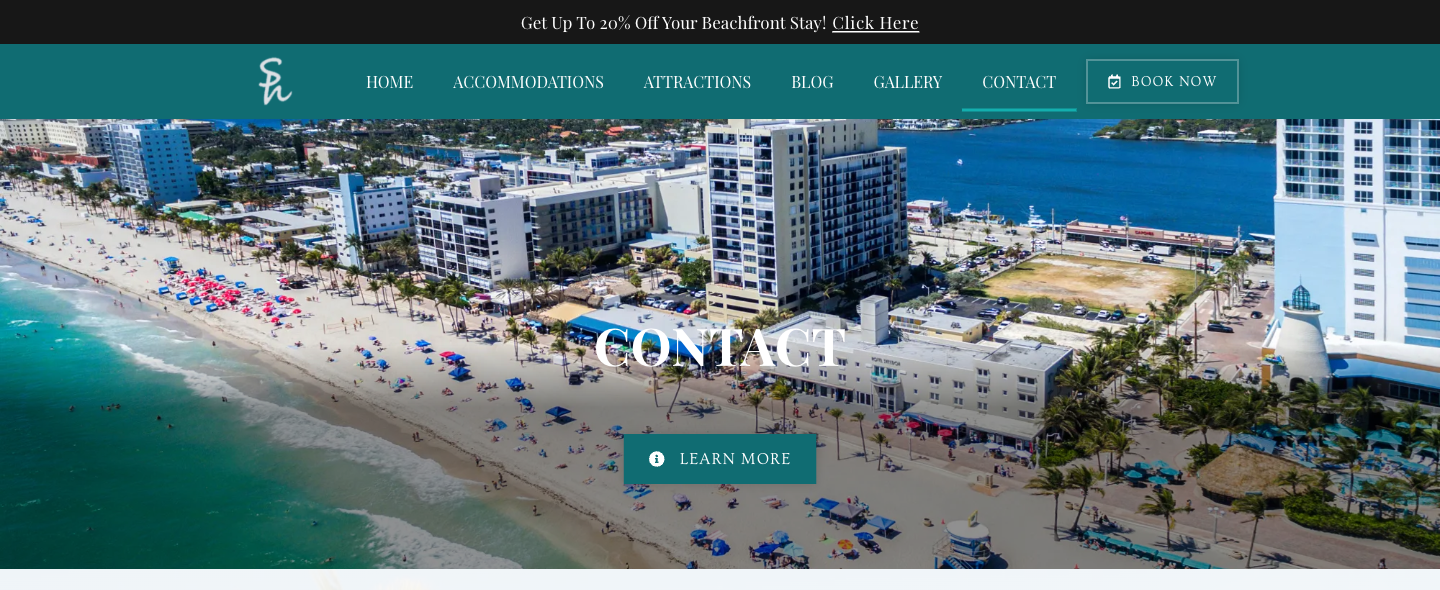 Get Up To 20% Off Your Beachfront Stay! Click Here
Sh
HOME ACCOMMODATIONS ATTRACTIONS BLOG GALLERY CONTACT BOOK NOW
CONTACT
LEARN MORE